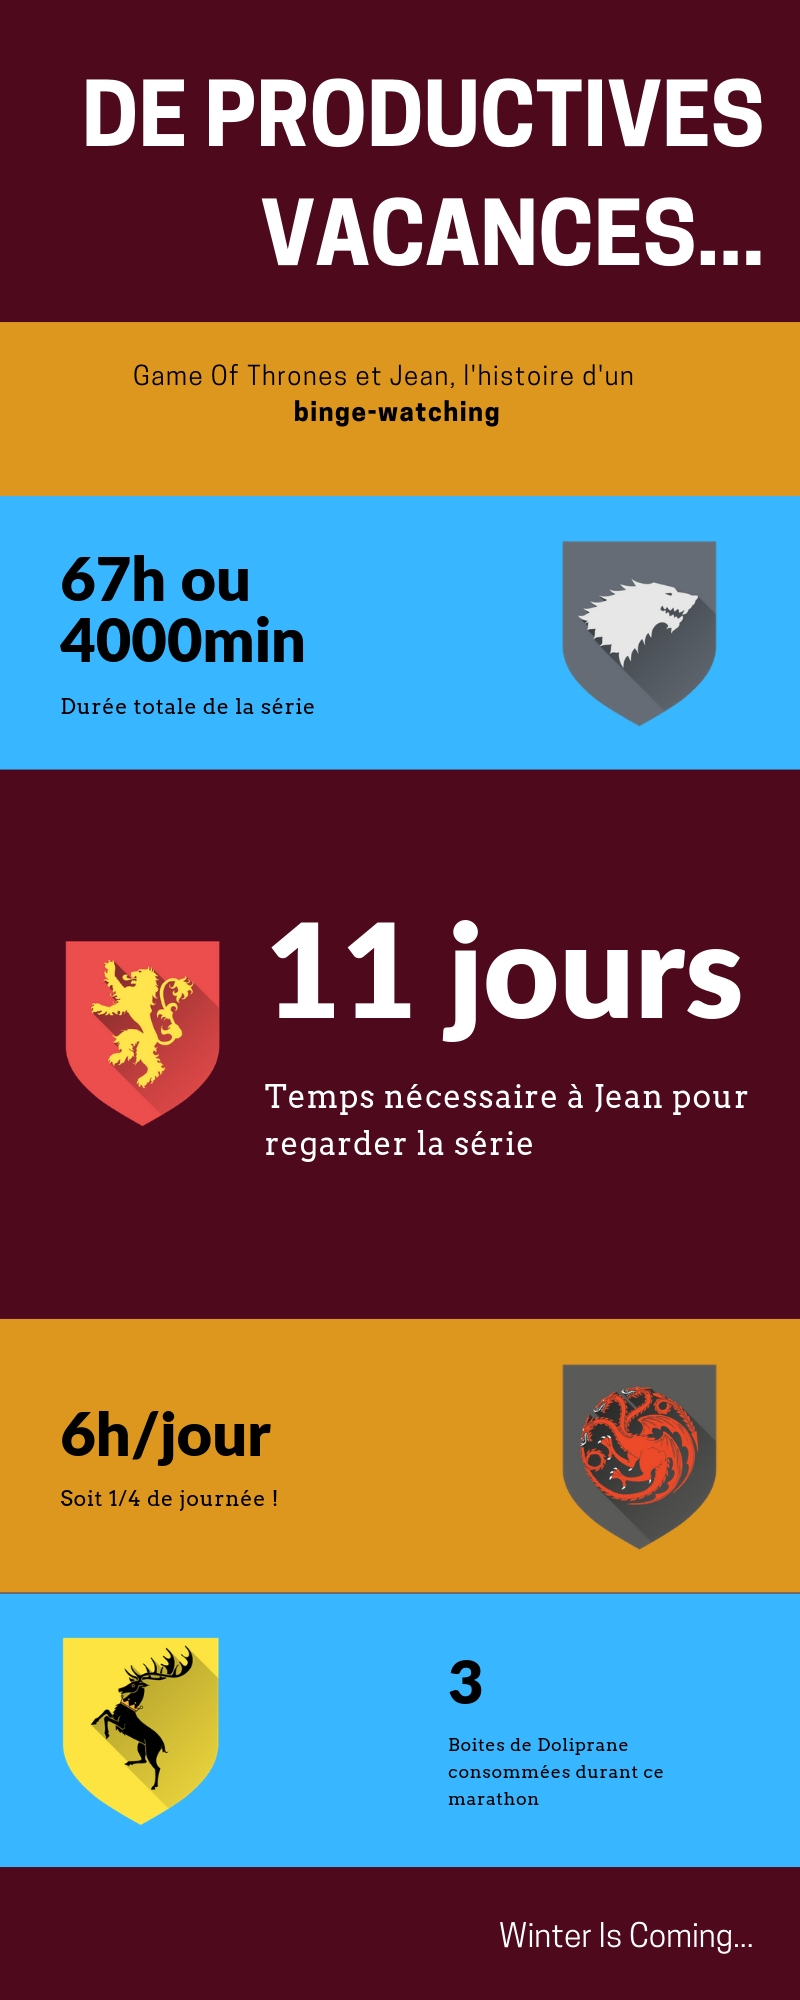 DE PRODUCTIVES
VACANCES...
Game Of Thrones et Jean, l'histoire d'un
binge-watching
67h ou
4000min
Durée totale de la série
11 jours
Temps nécessaire à Jean pour
regarder la série
6h/jour
Soit 1/4 de journée !
3
Boites de Doliprane
consommées durant ce
marathon
Winter Is Coming...